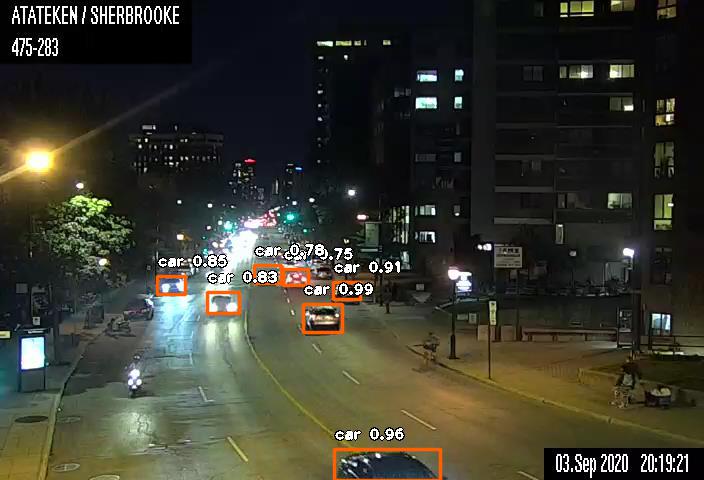 ATATEKEN / SHERBROOKE
475-283
car 0.78
0.75
car 0.85
car 0.83
car 0.91
car 0.99
car 0.96
03.Sep 2020 20:19:21